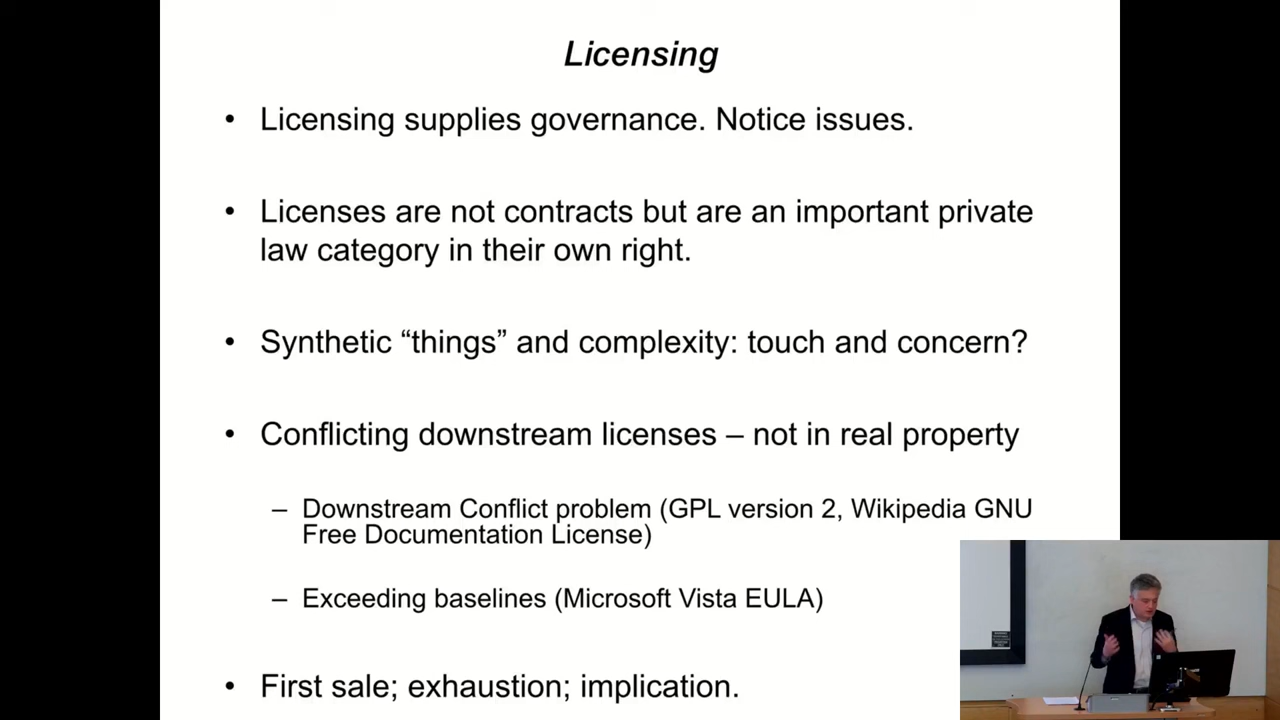 Licensing
• Licensing supplies governance. Notice issues.
• Licenses are not contracts but are an important private
law category in their own right.
• Synthetic “things” and complexity: touch and concern?
• Conflicting downstream licenses – not in real property
– Downstream Conflict problem (GPL version 2, Wikipedia GNU
Free Documentation License)
– Exceeding baselines (Microsoft Vista EULA)
• First sale; exhaustion; implication.